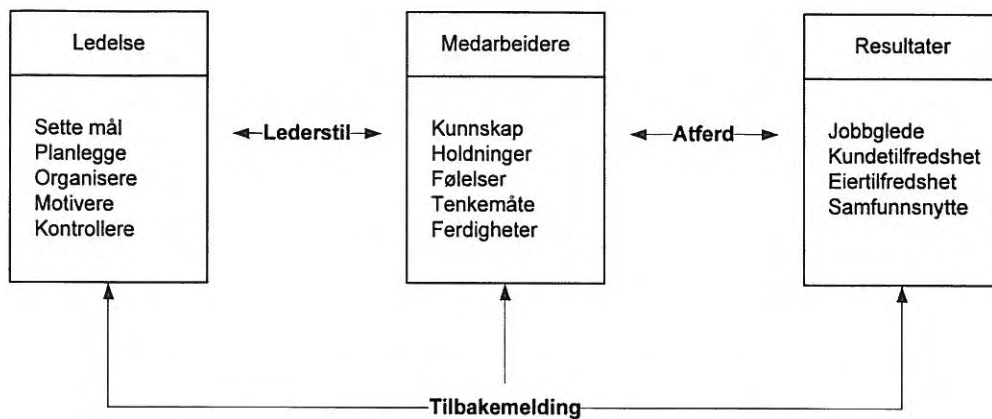 Ledelse
Sette mål
Planlegge
Organisere
Motivere
Kontrollere
Lederstil
Medarbeidere
Kunnskap
Holdninger
Følelser
Tenkemåte
Ferdigheter
Atferd
Resultater
Jobbglede
Kundetilfredshet
Eiertilfredshet
Samfunnsnytte
Tilbakemelding